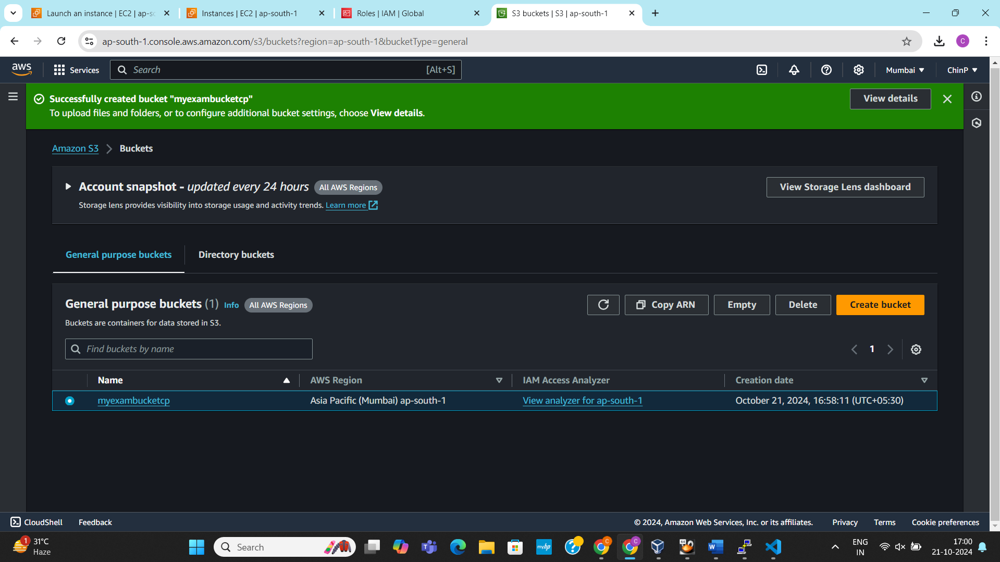 Launch an instance | EC2 | ap-sc
Instances | EC2 | ap-south-1
Roles | IAM | Global
S3 buckets | S3 | ap-south-1
ap-south-1.console.aws.amazon.com/s3/buckets?region=ap-south-1&bucketType=general
C
aws
Services
Search
[Alt+S]
Mumbai
ChinP
Successfully created bucket "myexambucketcp"
To upload files and folders, or to configure additional bucket settings, choose View details.
View details
Amazon S3
Buckets
Account snapshot - updated every 24 hours
All AWS Regions
View Storage Lens dashboard
Storage lens provides visibility into storage usage and activity trends. Learn more
General purpose buckets
Directory buckets
General purpose buckets (1) Info
All AWS Regions
Copy ARN
Empty
Delete
Create bucket
Buckets are containers for data stored in S3.
Find buckets by name
1
Name
AWS Region
IAM Access Analyzer
Creation date
myexambucketcp
Asia Pacific (Mumbai) ap-south-1
View analyzer for ap-south-1
October 21, 2024, 16:58:11 (UTC+05:30)
CloudShell
Feedback
© 2024, Amazon Web Services, Inc. or its affiliates.
Privacy
Terms
Cookie preferences
1
31°C
Haze
Search
myhp
C
C
64
ENG
IN
17:00
21-10-2024